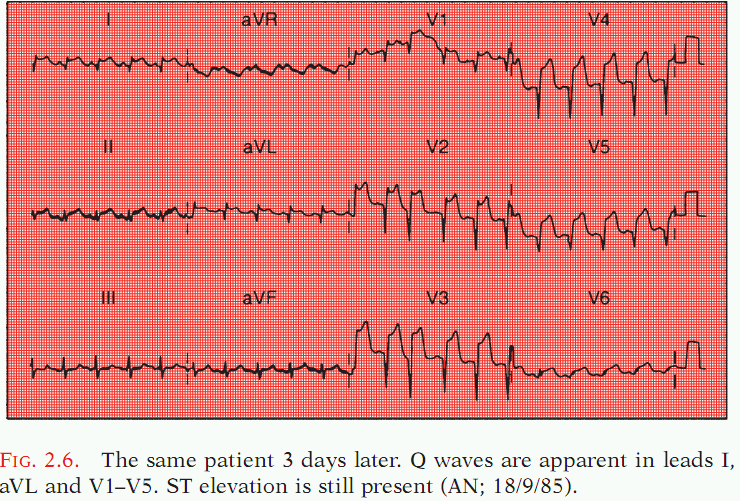 I aVR V1 V4
II aVL V2 V5
III aVF V3 V6
FIG. 2.6. The same patient 3 days later. Q waves are apparent in leads I,
aVL and V1–V5. ST elevation is still present (AN; 18/9/85).